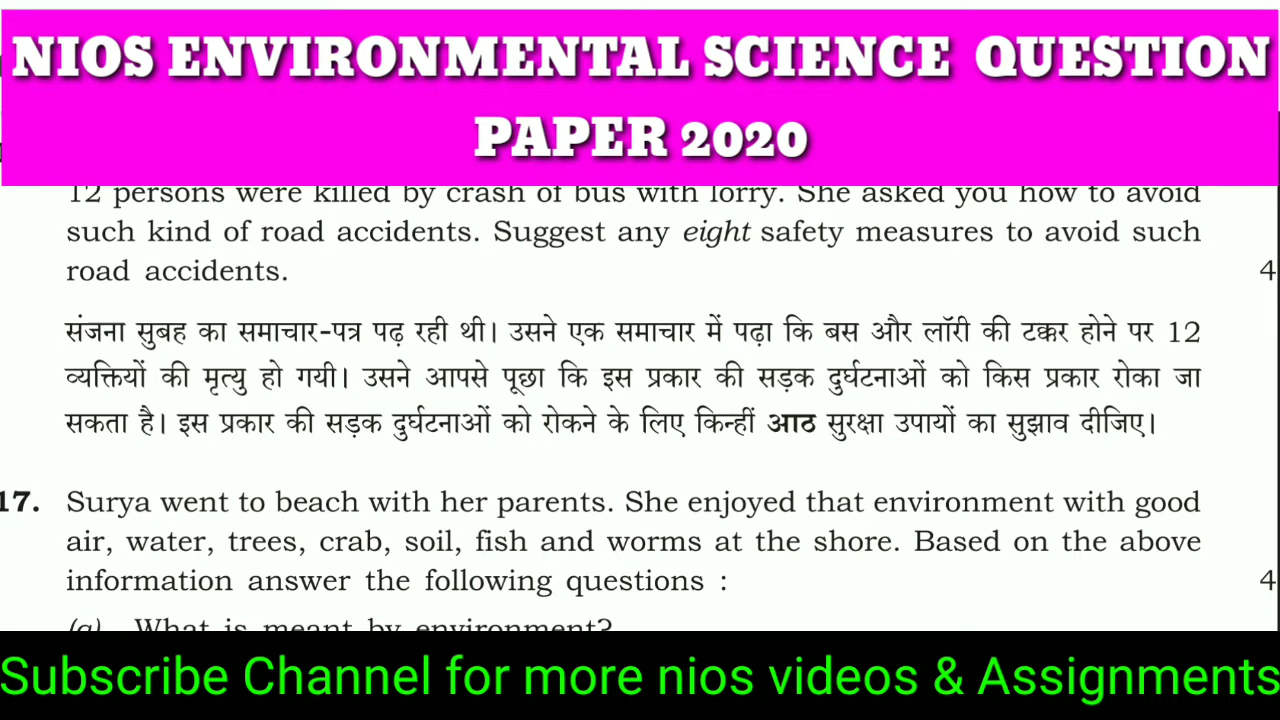 NIOS ENVIRONMENTAL SCIENCE QUESTION
PAPER 2020
12 persons were killed by crash of bus with lorry. She asked you how to avoid
such kind of road accidents. Suggest any eight safety measures to avoid such
road accidents. 4
संजना सुबह का समाचार-पत्र पढ़ रही थी। उसने एक समाचार में पढ़ा कि बस और लॉरी की टक्कर होने पर 12
व्यक्तियों की मृत्यु हो गयी। उसने आपसे पूछा कि इस प्रकार की सड़क दुर्घटनाओं को किस प्रकार रोका जा
सकता है। इस प्रकार की सड़क दुर्घटनाओं को रोकने के लिए किन्हीं आठ सुरक्षा उपायों का सुझाव दीजिए।
17. Surya went to beach with her parents. She enjoyed that environment with good
air, water, trees, crab, soil, fish and worms at the shore. Based on the above
information answer the following questions : 4
(a) What is meant by environment?
Subscribe Channel for more nios videos & Assignments